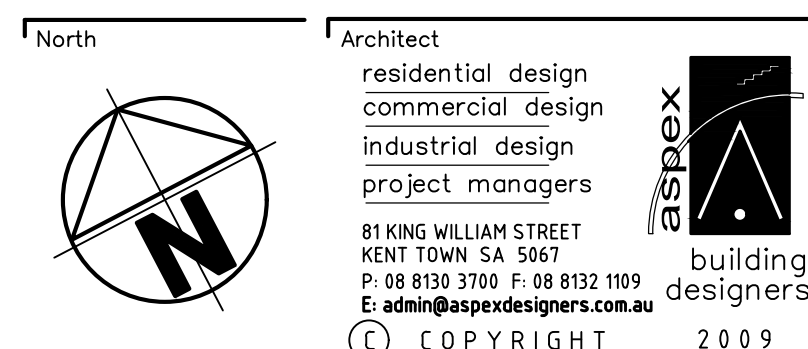 North
N
Architect
residential design
commercial design
industrial design
project managers
81 KING WILLIAM STREET
KENT TOWN SA 5067
P: 08 8130 3700 F: 08 8132 1109
E: admin@aspexdesigners.com.au
C COPYRIGHT 2009
aspex
building
designers